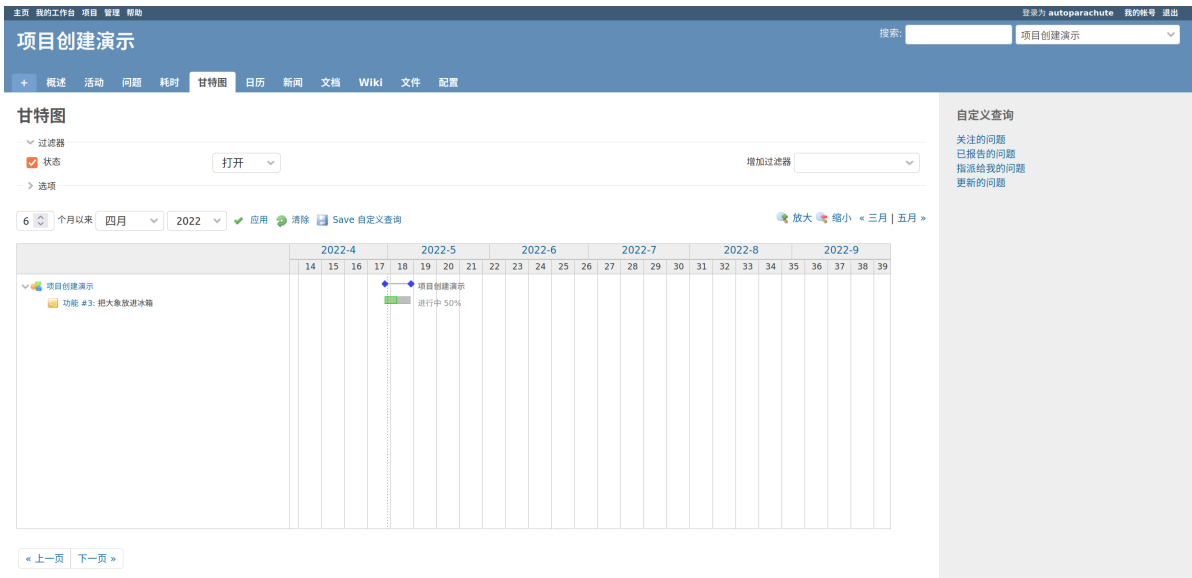 主页 我的工作台 项目 管理 帮助 登录为 autoparachute 我的帐号 退出
项目创建演示 搜索: 项目创建演示
+ 概述 活动 问题 耗时 甘特图 日历 新闻 文档 Wiki 文件 配置
甘特图
过滤器
状态 打开 增加过滤器
选项
6 个月以来 四月 2022 应用 清除 Save 自定义查询 放大 缩小 « 三月 | 五月 »
2022-4 2022-5 2022-6 2022-7 2022-8 2022-9
14 15 16 17 18 19 20 21 22 23 24 25 26 27 28 29 30 31 32 33 34 35 36 37 38 39
项目创建演示 项目创建演示
功能 #3: 把大象放进冰箱 进行中 50%
« 上一页 下一页 »
自定义查询
关注的问题
已报告的问题
指派给我的问题
更新的问题